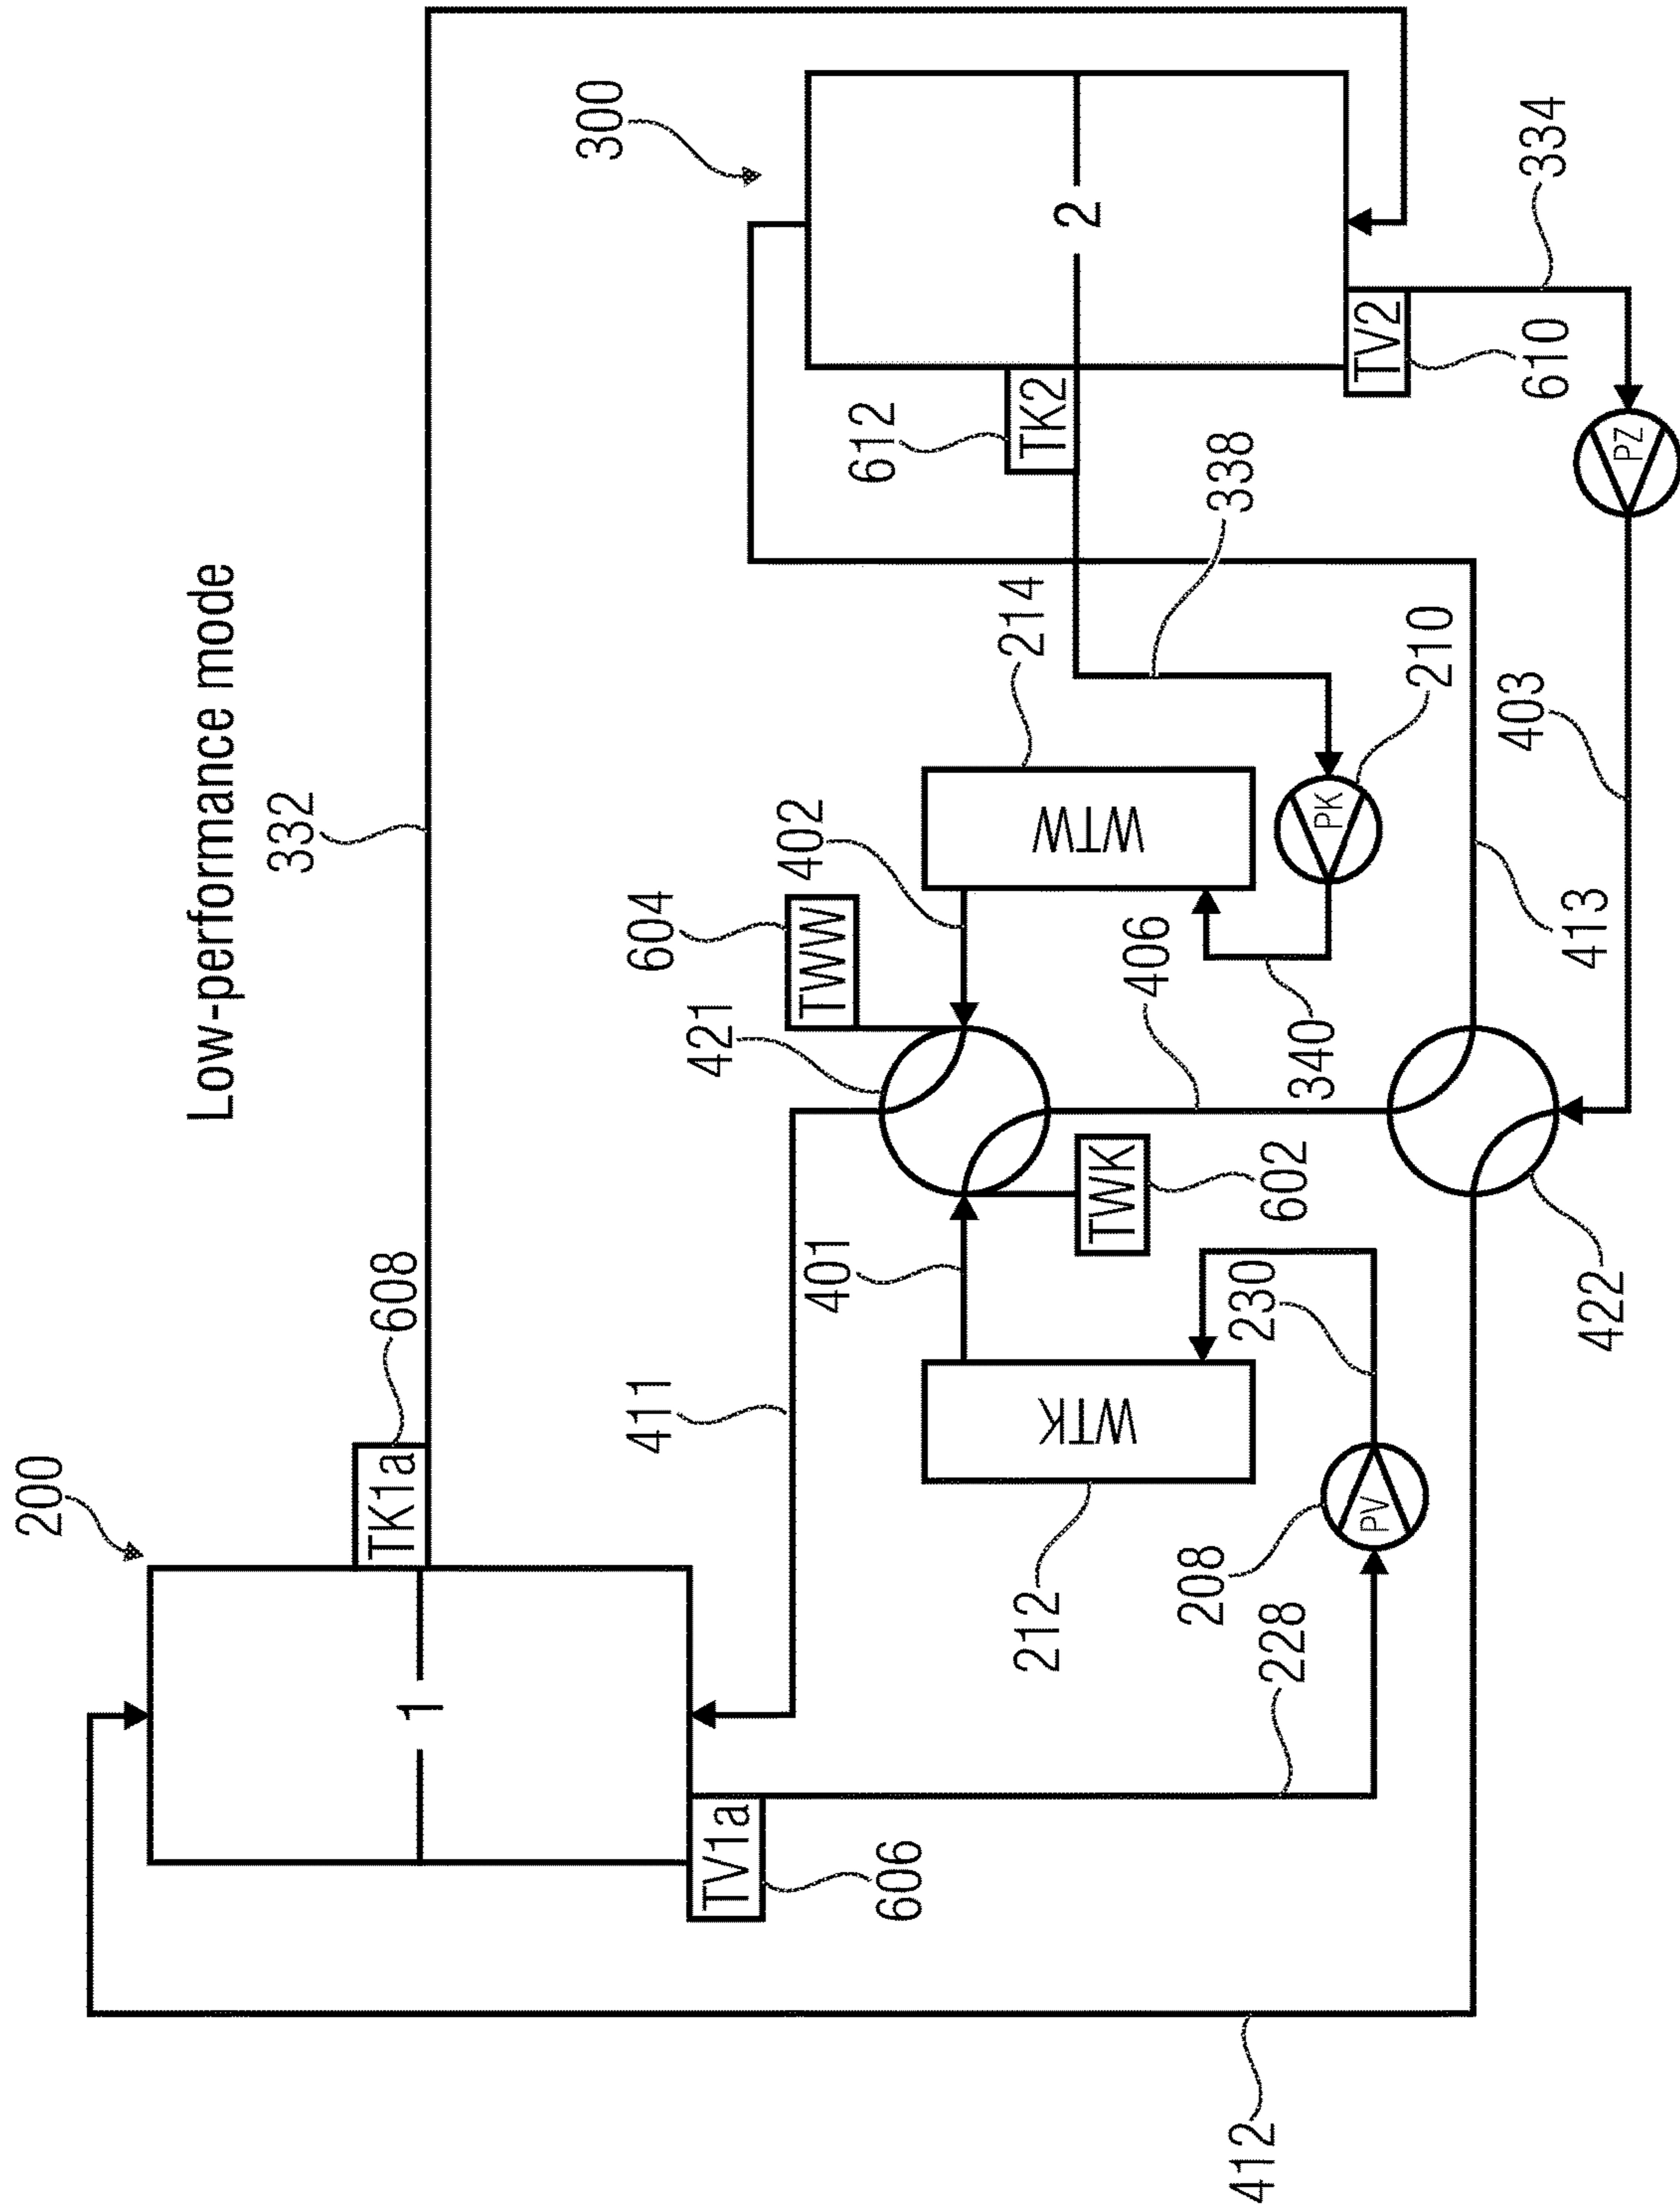 Low-performance mode
200
332
TK1a
608
1
300
411
604
421
TV1a
402
401
TWW
612
606
214
212
TK2
WTK
WTW
2
TWK
406
208
338
412
230
228
602
340
PK
PV
TV2
210
403
334
610
413
422
PZ